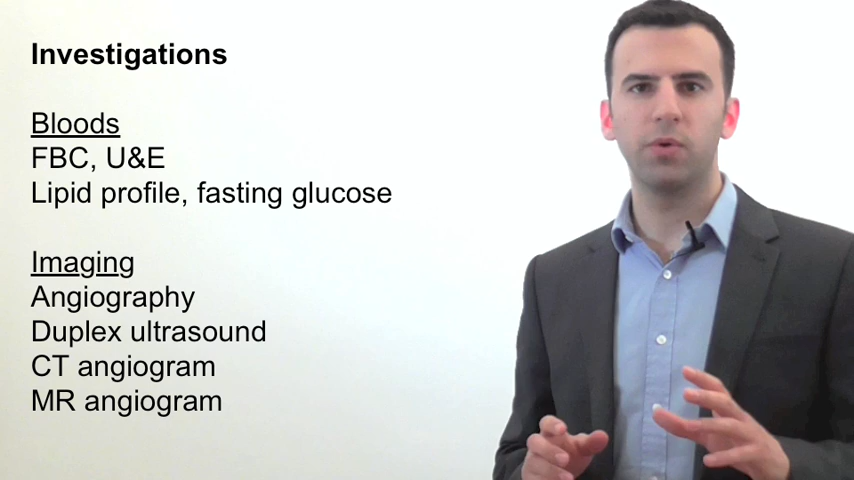 Investigations
Bloods
FBC, U&E
Lipid profile, fasting glucose
Imaging
Angiography
Duplex ultrasound
CT angiogram
MR angiogram